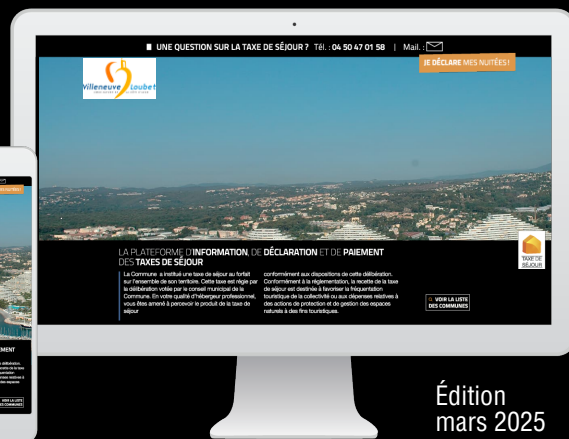 UNE QUESTION SUR LA TAXE DE SÉJOUR ? Tél. : 04 50 47 01 58 | Mail. :
JE DÉCLARE MES NUITÉES !
Villeneuve Loubet
LA PLATEFORME D'INFORMATION, DE DÉCLARATION ET DE PAIEMENT
DES TAXES DE SÉJOUR
La Commune a institué une taxe de séjour au forfait
sur l'ensemble de son territoire. Cette taxe est régie par
la délibération votée par le conseil municipal de la
Commune. En votre qualité d'hébergeur professionnel,
vous êtes amené à percevoir le produit de la taxe de
séjour
conformément aux dispositions de cette délibération.
Conformément à la réglementation, la recette de la taxe
de séjour est destinée à favoriser la fréquentation
touristique de la collectivité ou aux dépenses relatives à
des actions de protection et de gestion des espaces
naturels à des fins touristiques.
TAXE DE
SÉJOUR
VOIR LA LISTE
DES COMMUNES
VOIR LA LISTE
DES COMMUNES
Édition
mars 2025